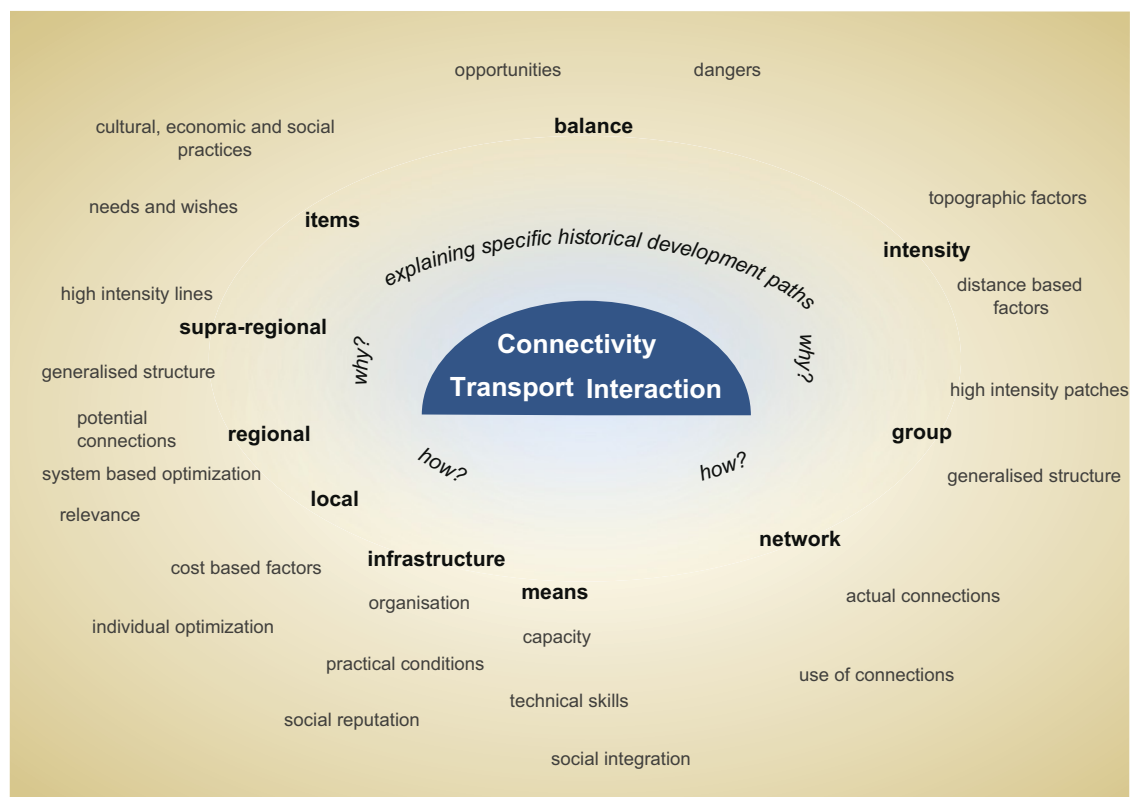 opportunities
dangers
balance
cultural, economic and social
practices
needs and wishes
items
topographic factors
intensity
explaining specific historical development paths
distance based
factors
high intensity lines
supra-regional
why?
why?
Connectivity
Transport Interaction
generalised structure
high intensity patches
potential
connections
regional
group
how?
how?
system based optimization
generalised structure
local
relevance
network
infrastructure
cost based factors
means
organisation
actual connections
individual optimization
capacity
practical conditions
use of connections
technical skills
social reputation
social integration